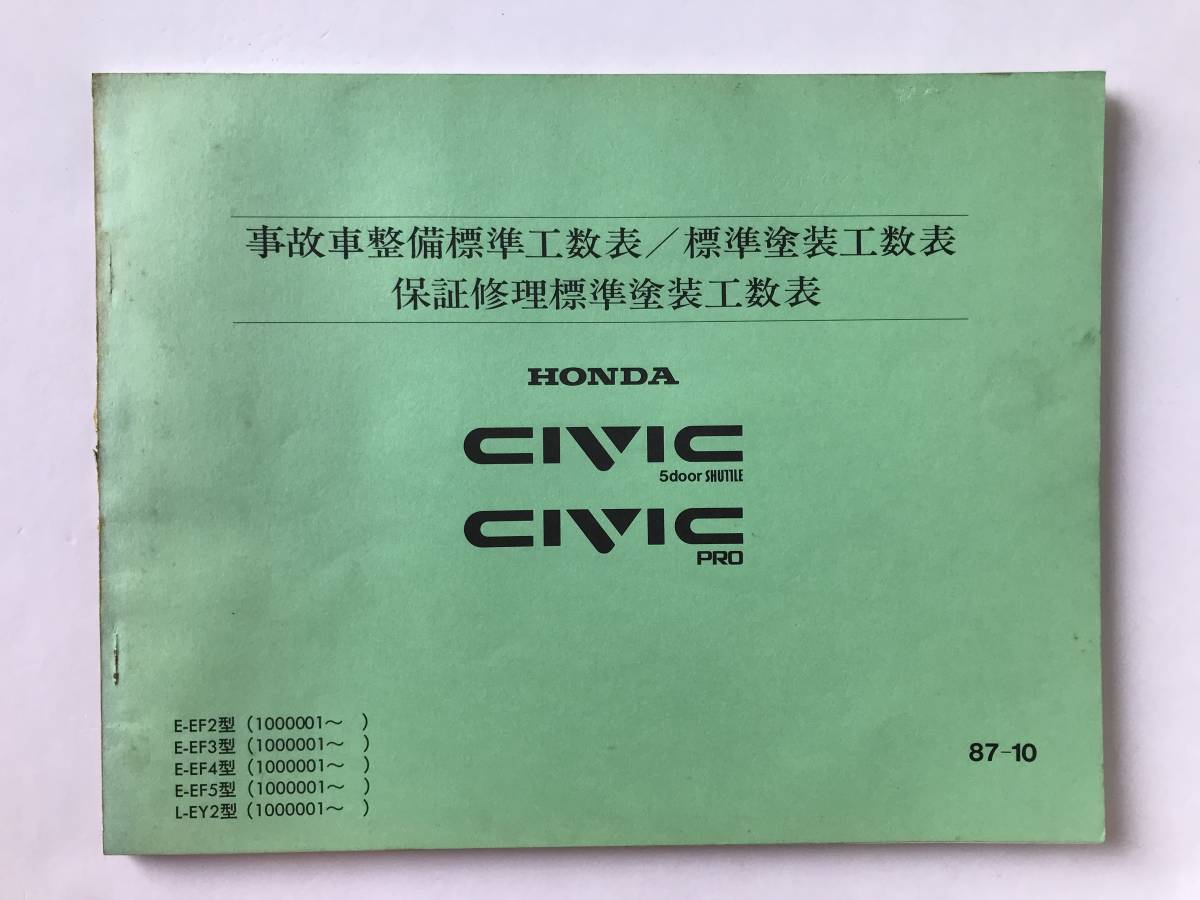 事故車整備標準工数表／標準塗装工数表
保証修理標準塗装工数表
HONDA
CIVIC
5door SHUTTLE
CIVIC
PRO
E-EF2型 (1000001～　)
E-EF3型 (1000001～　)
E-EF4型 (1000001～　)
E-EF5型 (1000001～　)
L-EY2型 (1000001～　)
87-10